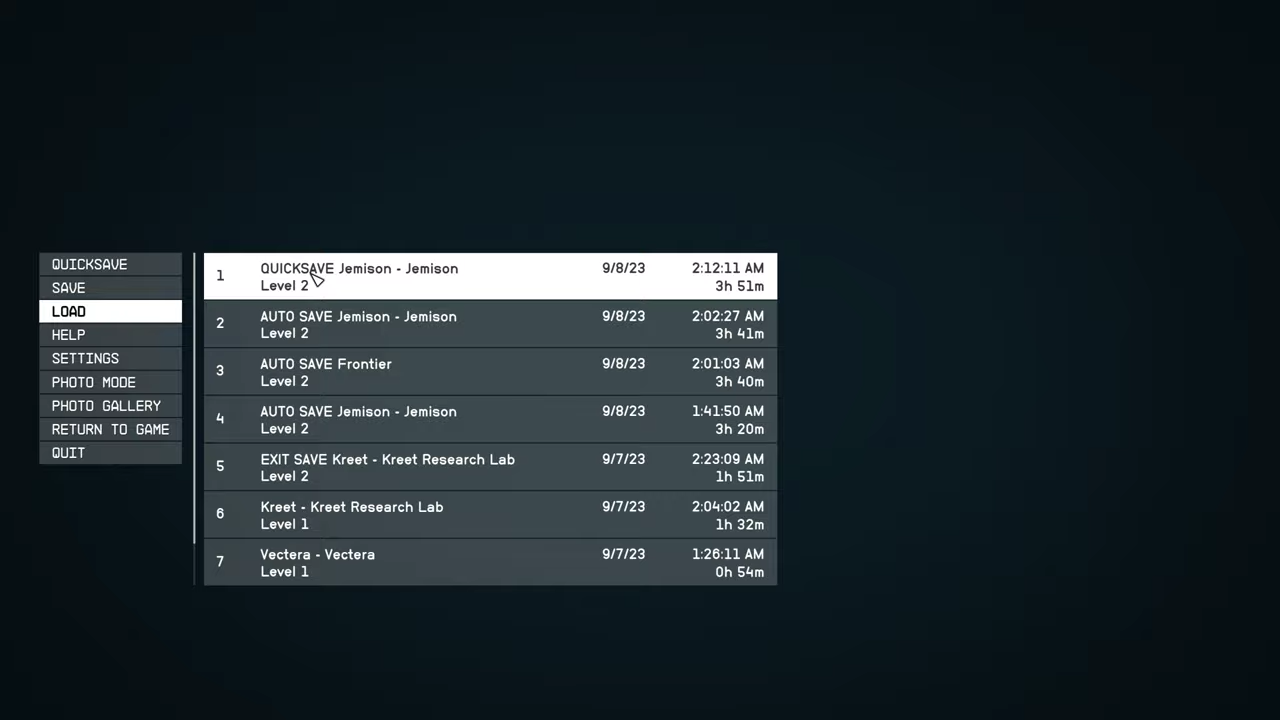 QUICKSAVE
SAVE
LOAD
HELP
SETTINGS
PHOTO MODE
PHOTO GALLERY
RETURN TO GAME
QUIT
1 QUICKSAVE Jemison - Jemison 9/8/23 2:12:11 AM
Level 2 3h 51m
2 AUTO SAVE Jemison - Jemison 9/8/23 2:02:27 AM
Level 2 3h 41m
3 AUTO SAVE Frontier 9/8/23 2:01:03 AM
Level 2 3h 40m
4 AUTO SAVE Jemison - Jemison 9/8/23 1:41:50 AM
Level 2 3h 20m
5 EXIT SAVE Kreet - Kreet Research Lab 9/7/23 2:23:09 AM
Level 2 1h 51m
6 Kreet - Kreet Research Lab 9/7/23 2:04:02 AM
Level 1 1h 32m
7 Vectera - Vectera 9/7/23 1:26:11 AM
Level 1 0h 54m